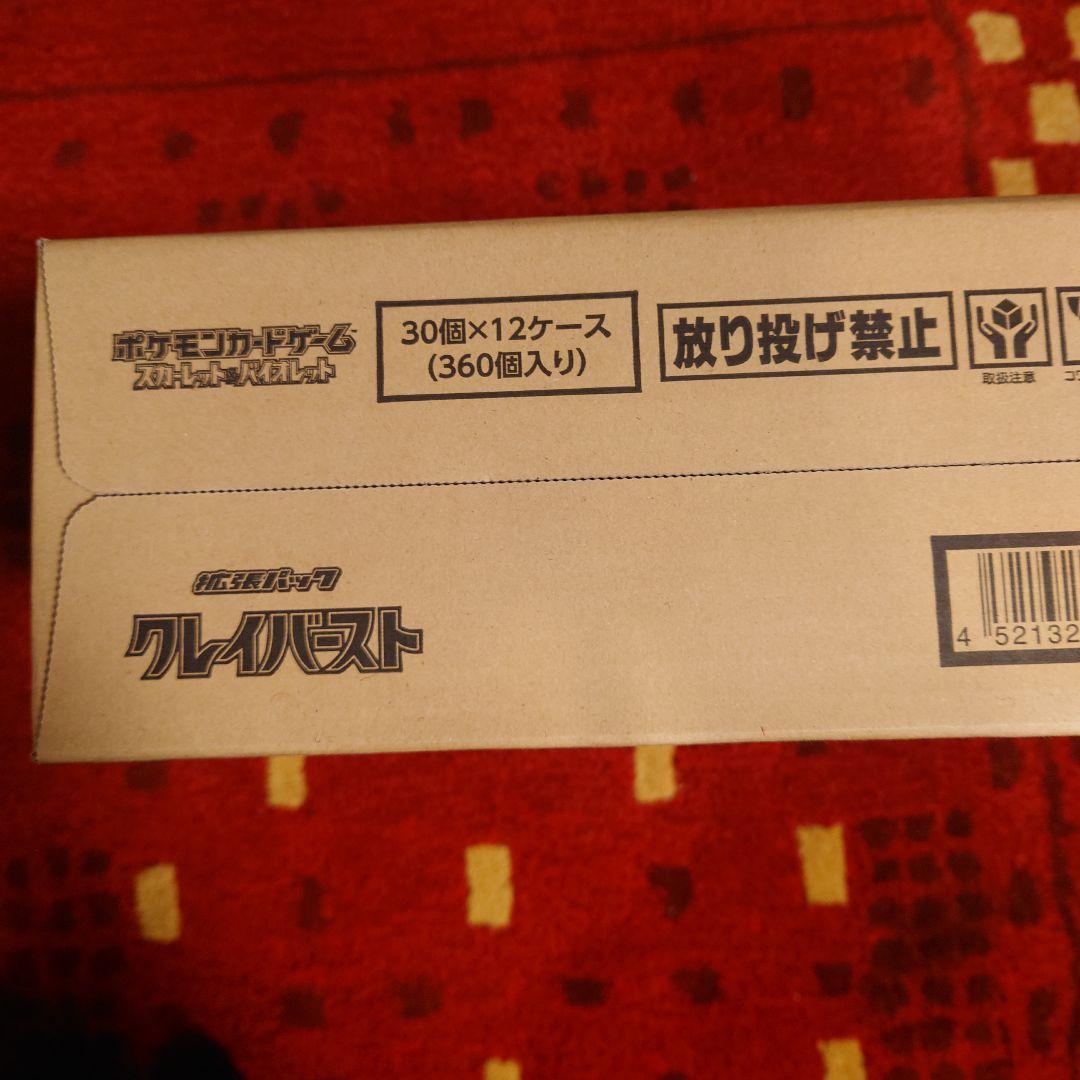 ポケモンカードゲーム
スカーレット&バイオレット
30個×12ケース
(360個入り)
放り投げ禁止
取扱注意
拡張パック
クレイバースト
4 52132